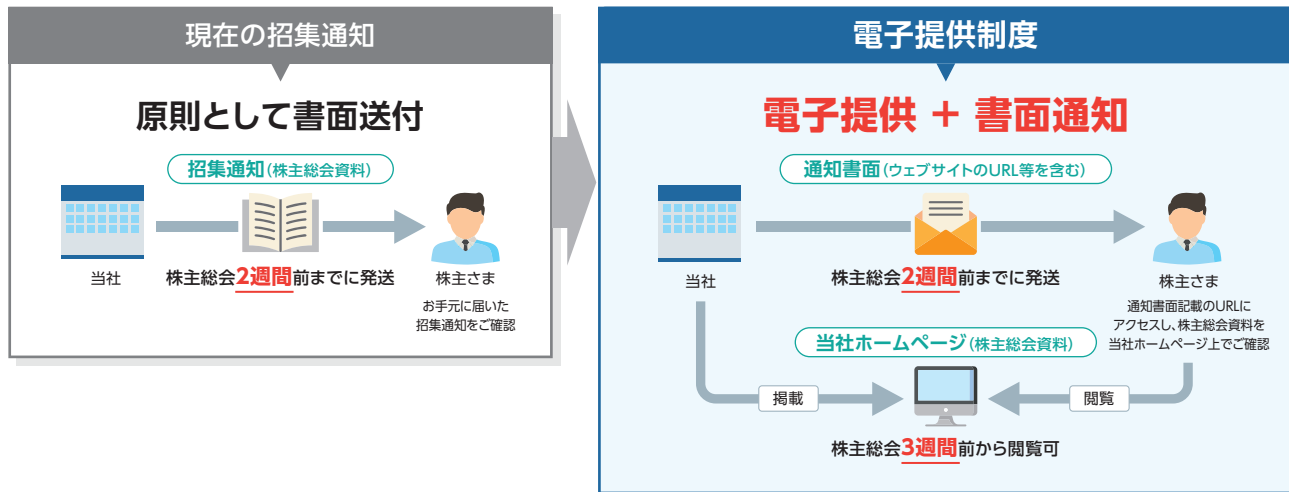 現在の招集通知
原則として書面送付
招集通知(株主総会資料)
当社
株主総会2週間前までに発送
株主さま
お手元に届いた
招集通知をご確認
電子提供制度
電子提供 + 書面通知
通知書面(ウェブサイトのURL等を含む)
当社
株主総会2週間前までに発送
株主さま
通知書面記載のURLに
アクセスし、株主総会資料を
当社ホームページ上でご確認
当社ホームページ(株主総会資料)
掲載
閲覧
株主総会3週間前から閲覧可